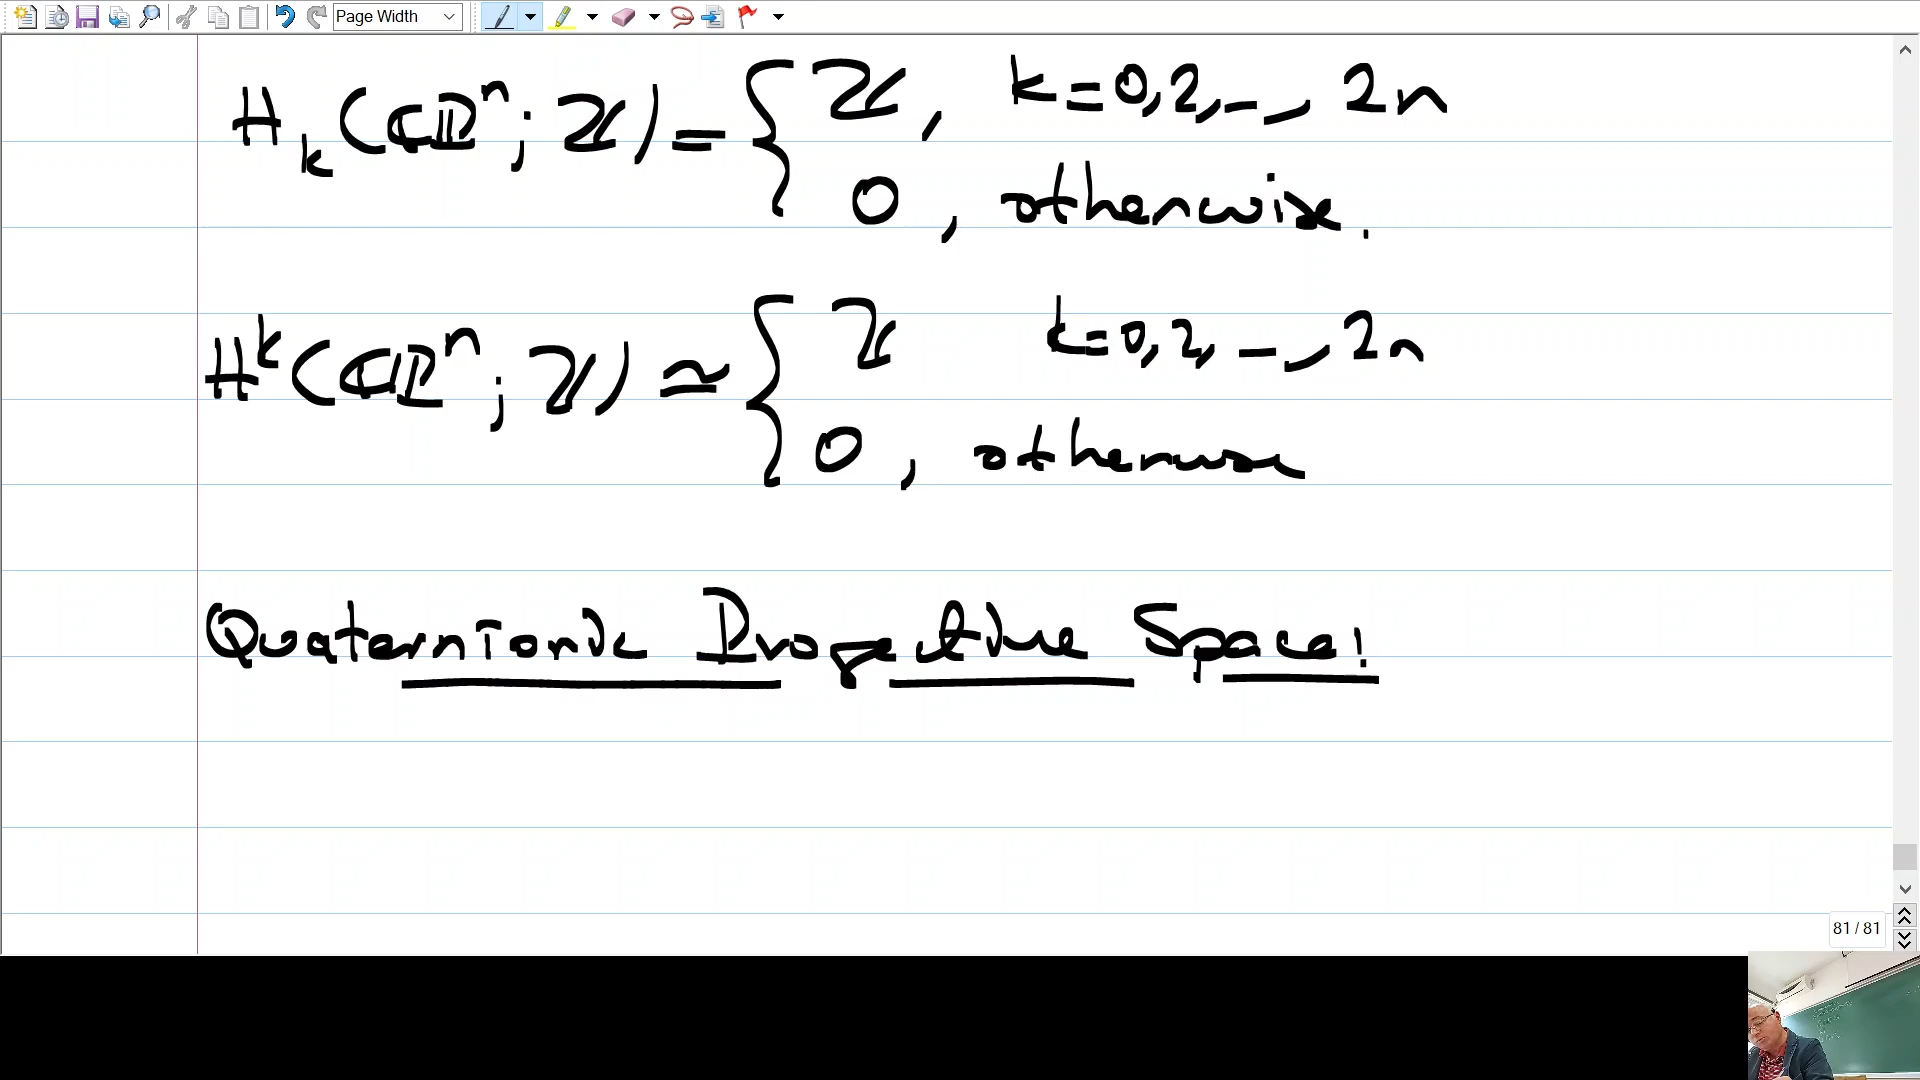 Page Width
H_k(ℂℙ^n; ℤ) = { ℤ, k=0,2,..., 2n
0, otherwise.
H^k(ℂℙ^n; ℤ) ≃ { ℤ k=0,2,..., 2n
0, otherwise
Quaternionic Projective Space:
81 / 81